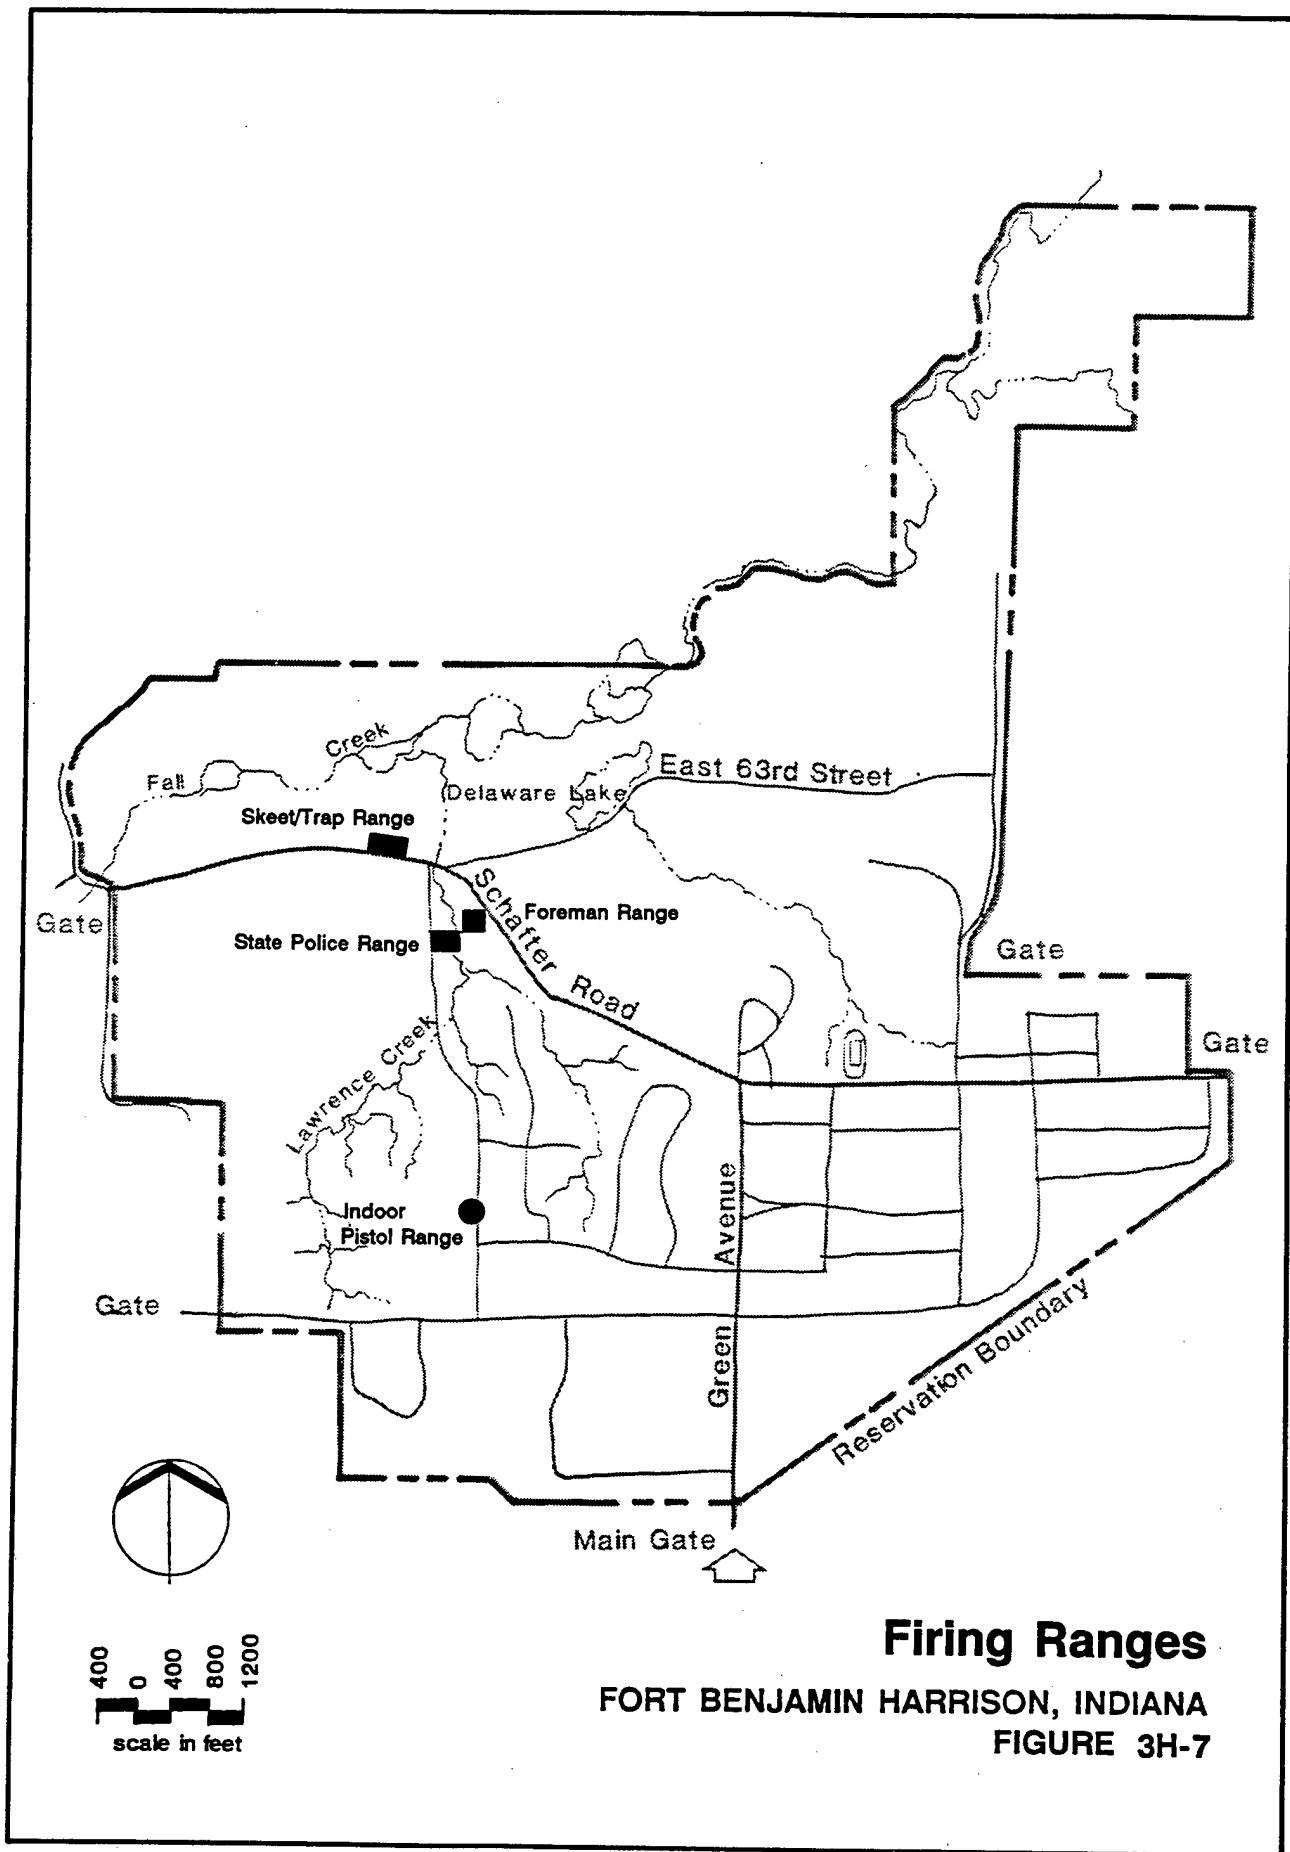 Creek
Fall
East 63rd Street
Delaware Lake
Skeet/Trap Range
Schafter Road
Foreman Range
Gate
State Police Range
Gate
Gate
Lawrence Creek
Indoor
Pistol Range
Green Avenue
Gate
Reservation Boundary
Main Gate
400 0 400 800 1200
scale in feet
Firing Ranges
FORT BENJAMIN HARRISON, INDIANA
FIGURE 3H-7